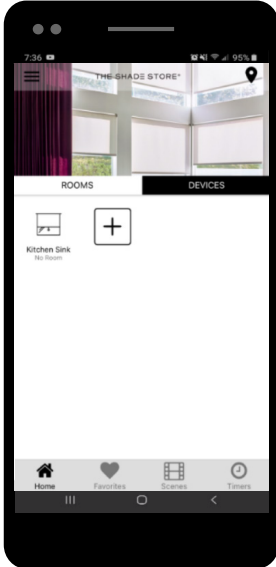 7:36
95%
THE SHADE STORE®
ROOMS
DEVICES
Kitchen Sink
No Room
Home
Favorites
Scenes
Timers